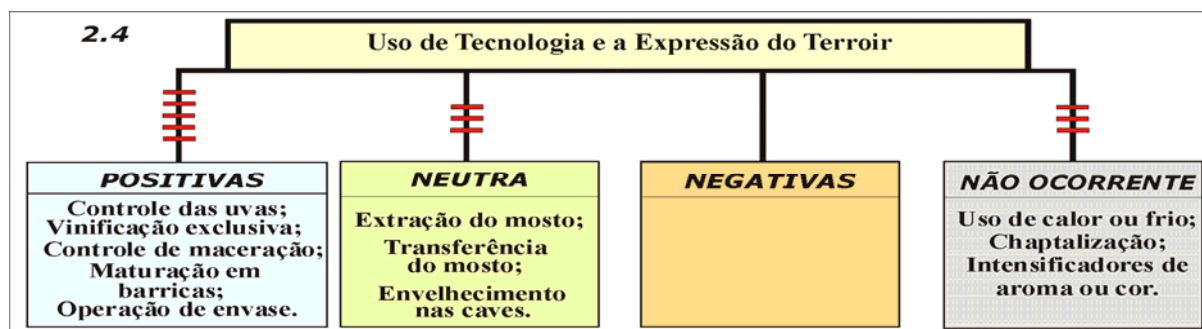 2.4
Uso de Tecnologia e a Expressão do Terroir
POSITIVAS
Controle das uvas;
Vinificação exclusiva;
Controle de maceração;
Maturação em
barricas;
Operação de envase.
NEUTRA
Extração do mosto;
Transferência
do mosto;
Envelhecimento
nas caves.
NEGATIVAS
NÃO OCORRENTE
Uso de calor ou frio;
Chaptalização;
Intensificadores de
aroma ou cor.